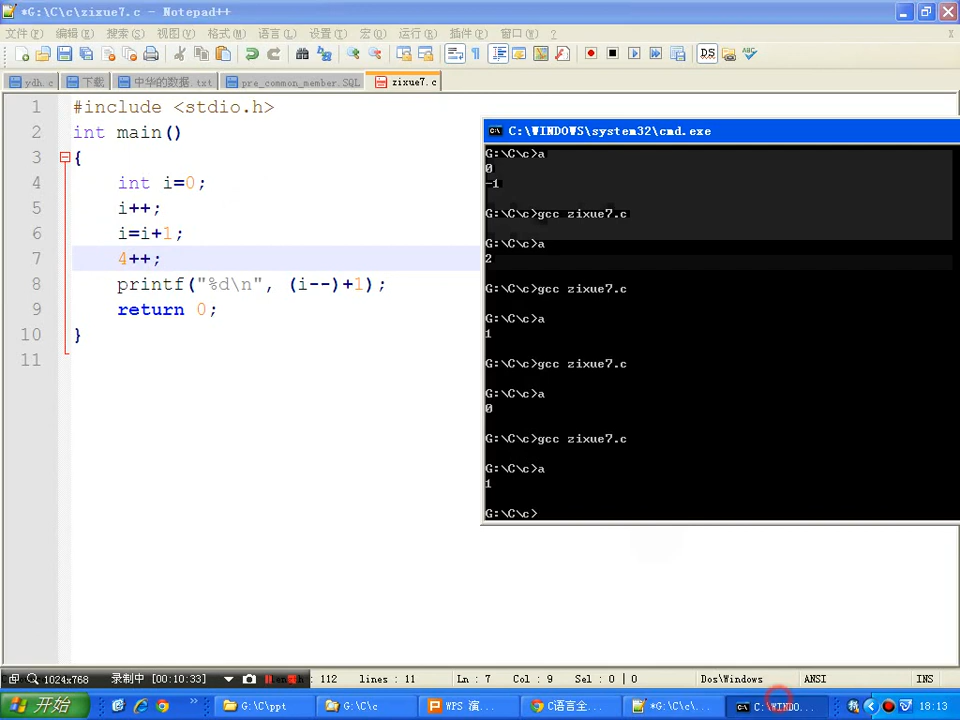 *G:\C\c\zixue7.c - Notepad++
文件(F) 编辑(E) 搜索(S) 视图(V) 格式(M) 语言(L) 设置(T) 宏(O) 运行(R) 插件(P) 窗口(W) ? X
ydh.c 下载 中华的数据.txt pre_common_member.SQL zixue7.c
1 #include <stdio.h>
2 int main()
3 {
4 int i=0;
5 i++;
6 i=i+1;
7 4++;
8 printf("%d\n", (i--)+1);
9 return 0;
10 }
11
C:\WINDOWS\system32\cmd.exe
G:\C\c>a
0
-1
G:\C\c>gcc zixue7.c
G:\C\c>a
2
G:\C\c>gcc zixue7.c
G:\C\c>a
1
G:\C\c>gcc zixue7.c
G:\C\c>a
0
G:\C\c>gcc zixue7.c
G:\C\c>a
1
G:\C\c>
1024x768 录制中 [00:10:33] 112 lines : 11 Ln : 7 Col : 9 Sel : 0 | 0 Dos\Windows ANSI INS
开始 G:\C\ppt G:\C\c WPS 演... C语言全... *G:\C\c\... C:\WINDO... 18:13